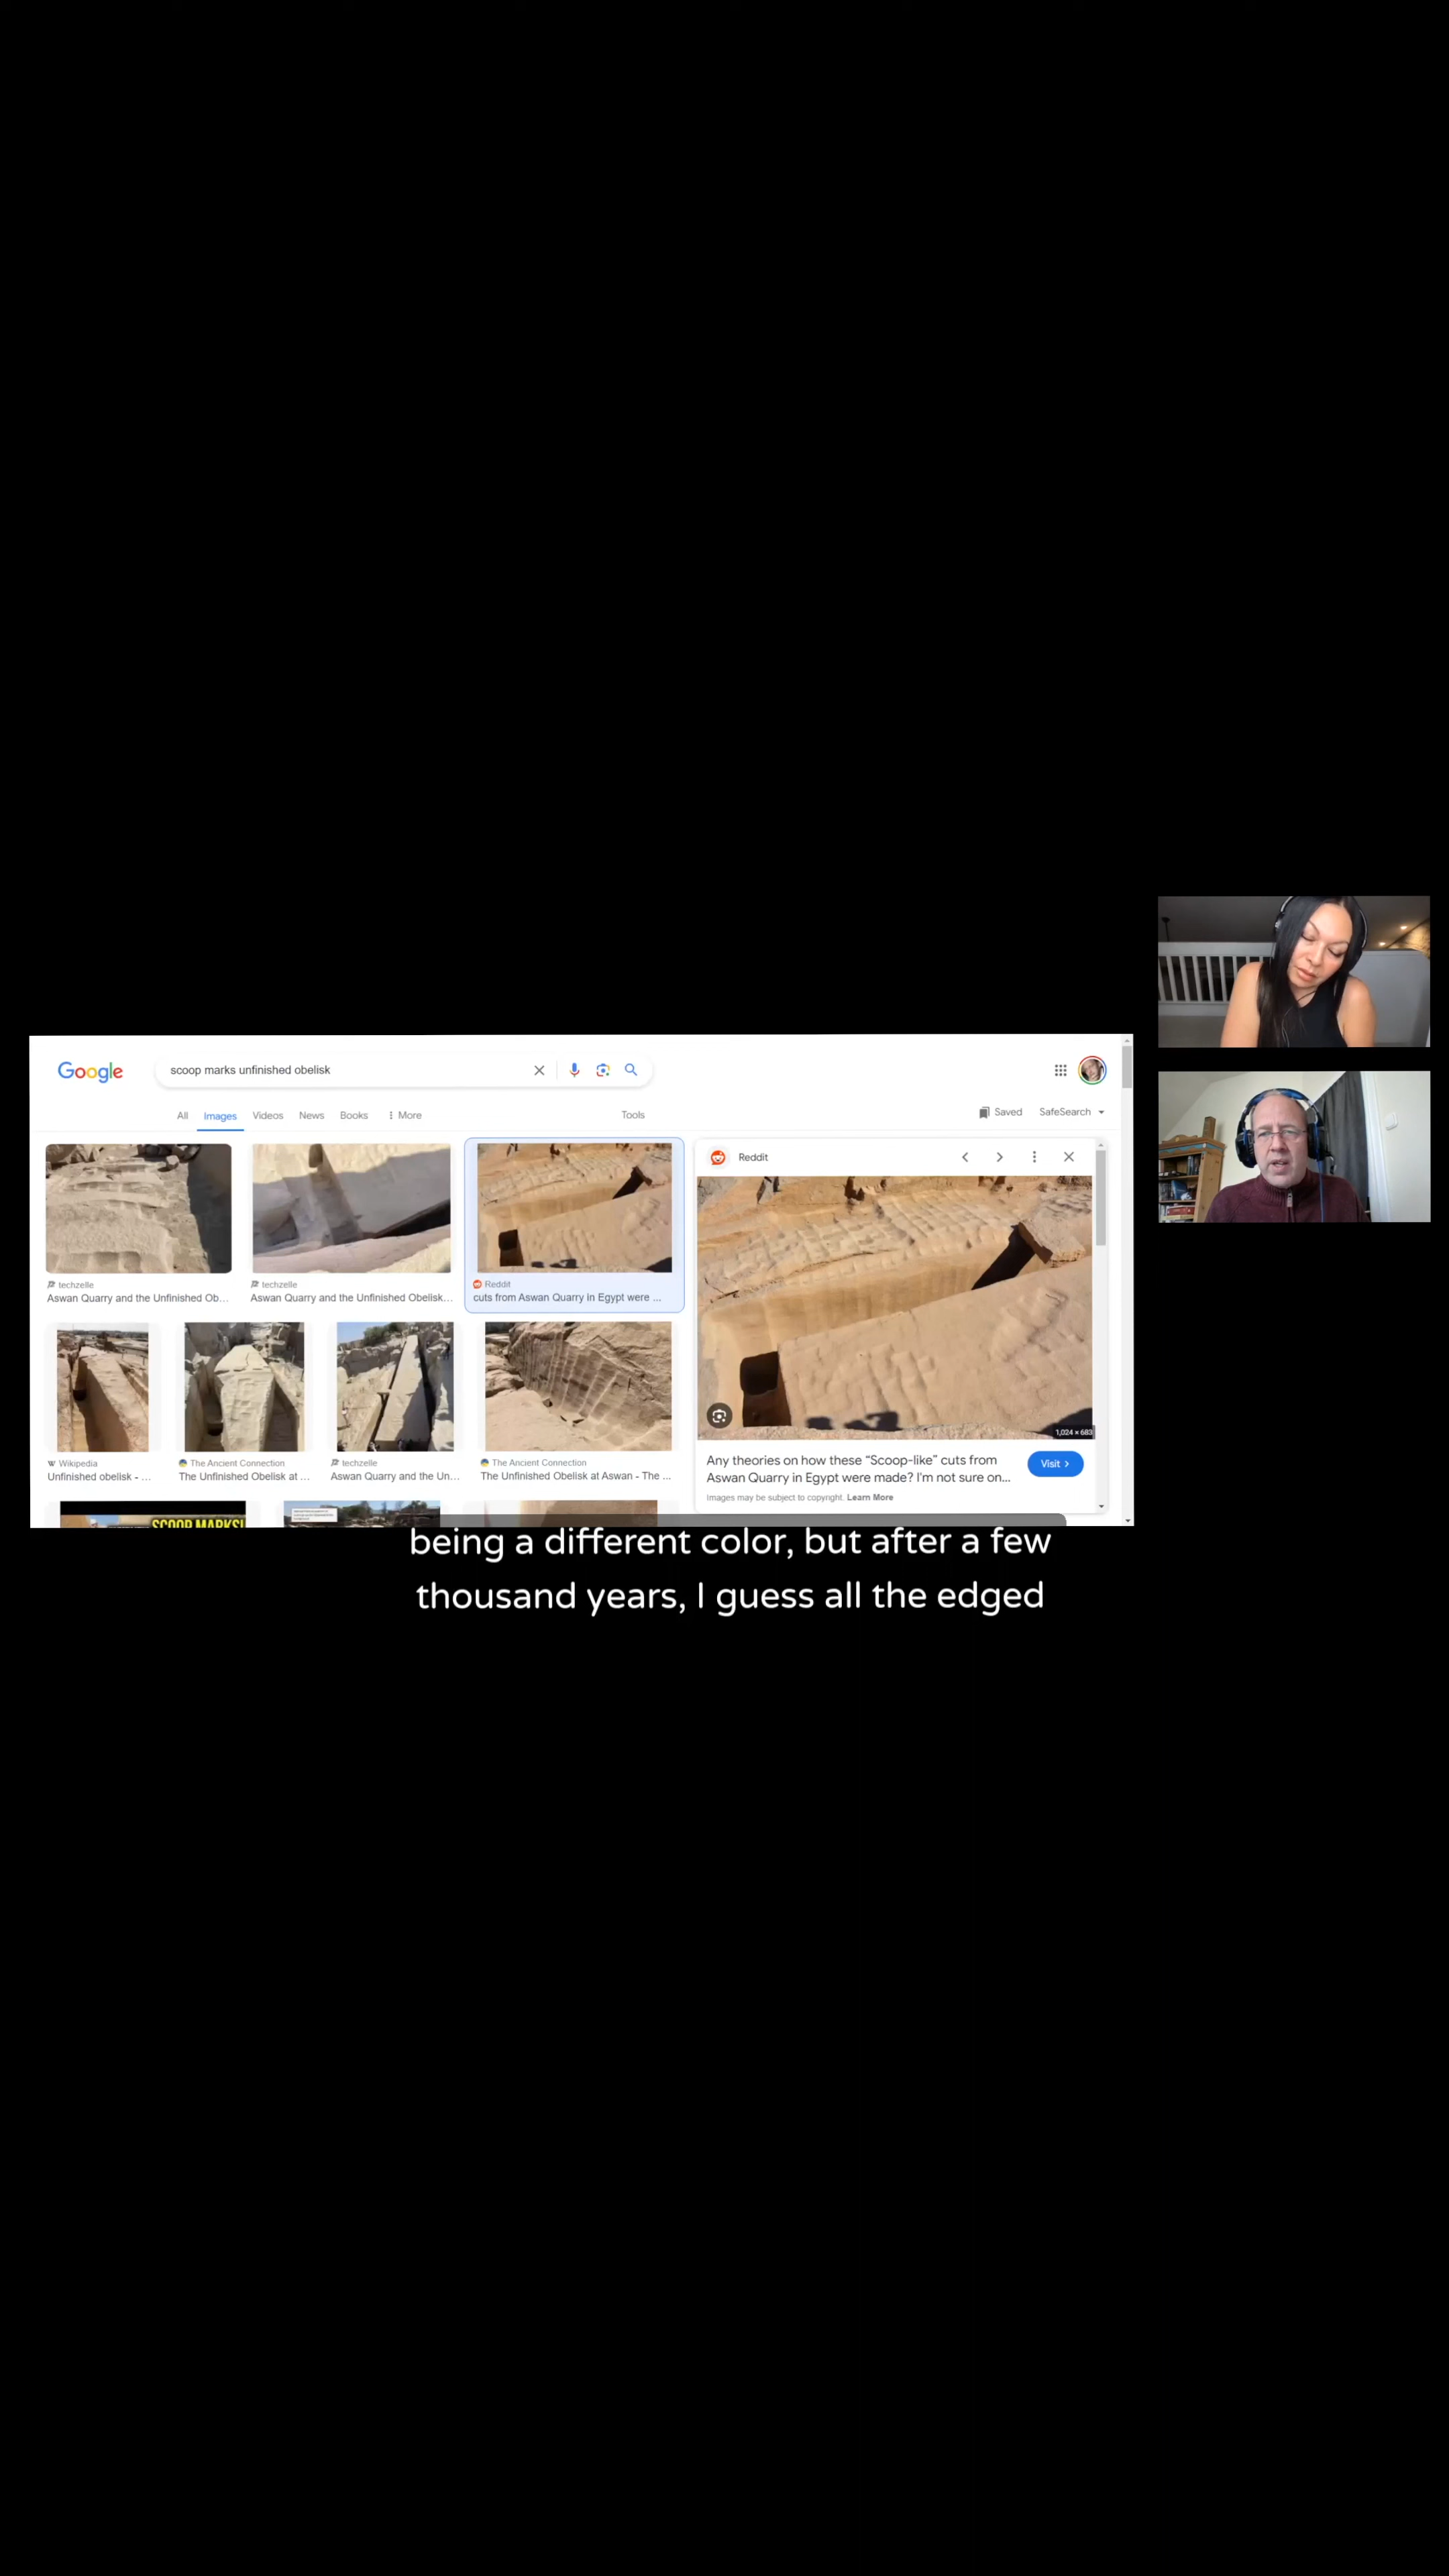 Google
scoop marks unfinished obelisk
All
Images
Videos
News
Books
More
Tools
Saved
SafeSearch
techzelle
Aswan Quarry and the Unfinished Ob...
techzelle
Aswan Quarry and the Unfinished Obelisk...
Reddit
cuts from Aswan Quarry in Egypt were ...
W Wikipedia
Unfinished obelisk - ...
The Ancient Connection
The Unfinished Obelisk at ...
techzelle
Aswan Quarry and the Un...
The Ancient Connection
The Unfinished Obelisk at Aswan - The ...
SCOOP MARKS!
Reddit
1,024 × 683
Any theories on how these “Scoop-like” cuts from
Aswan Quarry in Egypt were made? I'm not sure on...
Visit >
Images may be subject to copyright. Learn More
being a different color, but after a few
thousand years, I guess all the edged